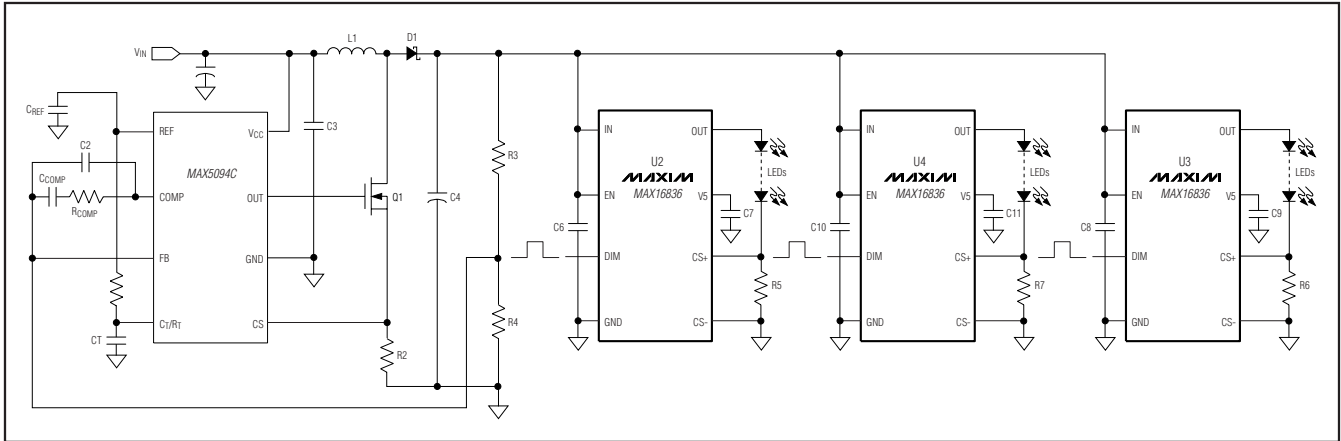 VIN
L1
D1
CREF
C2
CCOMP
RCOMP
REF
VCC
MAX5094C
COMP
OUT
FB
GND
CT/RT
CS
CT
C3
Q1
R2
C4
R3
R4
IN
OUT
U2
MAXIM
MAX16836
EN
V5
C6
C7
DIM
CS+
GND
CS-
LEDs
R5
IN
OUT
U4
MAXIM
MAX16836
EN
V5
C10
C11
DIM
CS+
GND
CS-
LEDs
R7
IN
OUT
U3
MAXIM
MAX16836
EN
V5
C8
C9
DIM
CS+
GND
CS-
LEDs
R6